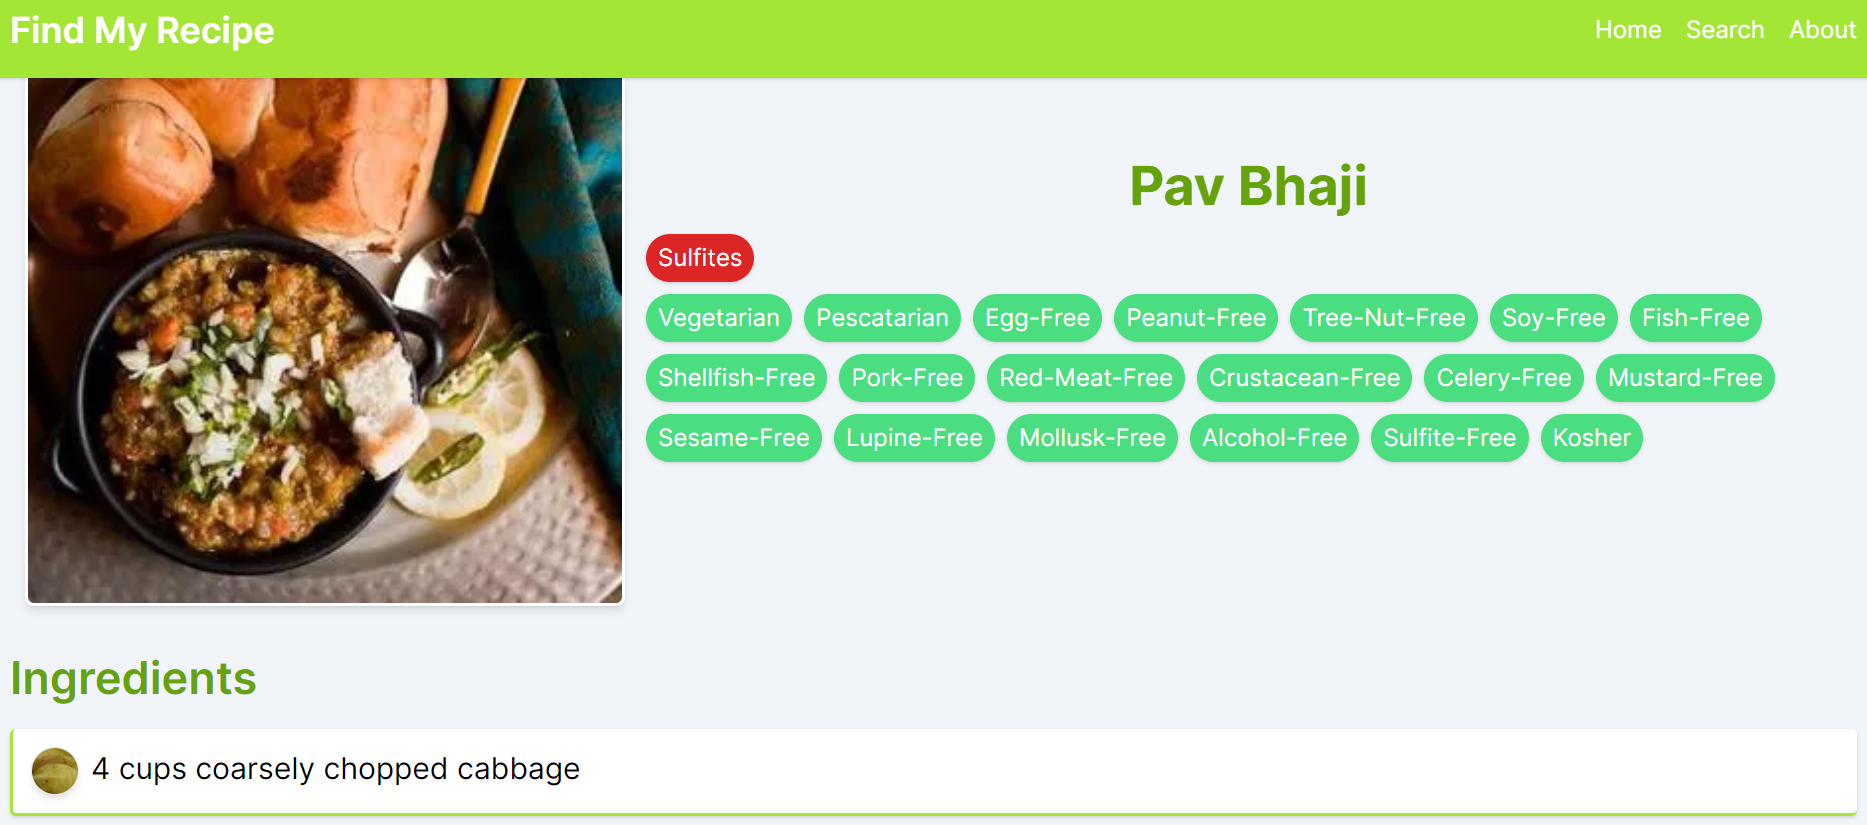 Find My Recipe
Home Search About
Pav Bhaji
Sulfites
Vegetarian Pescatarian Egg-Free Peanut-Free Tree-Nut-Free Soy-Free Fish-Free
Shellfish-Free Pork-Free Red-Meat-Free Crustacean-Free Celery-Free Mustard-Free
Sesame-Free Lupine-Free Mollusk-Free Alcohol-Free Sulfite-Free Kosher
Ingredients
4 cups coarsely chopped cabbage